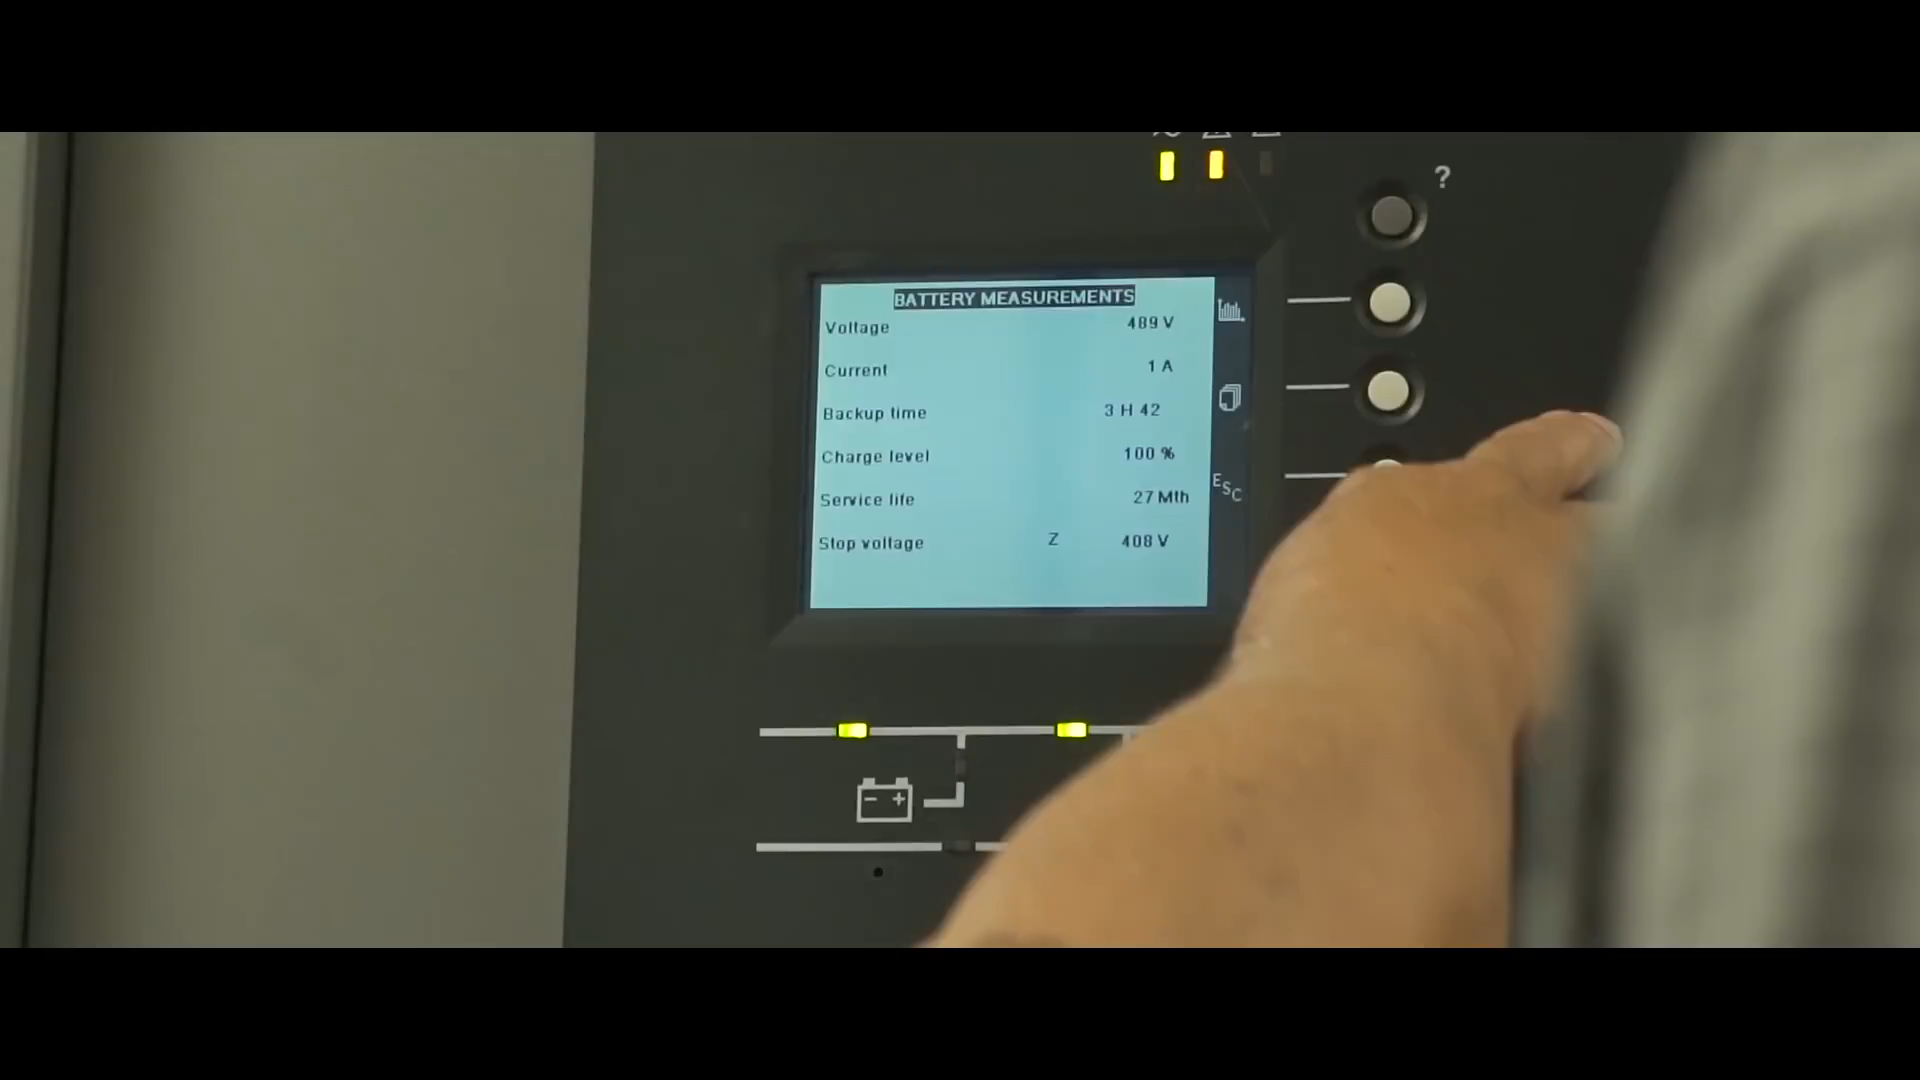 ?
BATTERY MEASUREMENTS
Voltage 489 V
Current 1 A
Backup time 3 H 42
Charge level 100 %
Service life 27 Mth
Stop voltage Z 408 V
ESC
- +